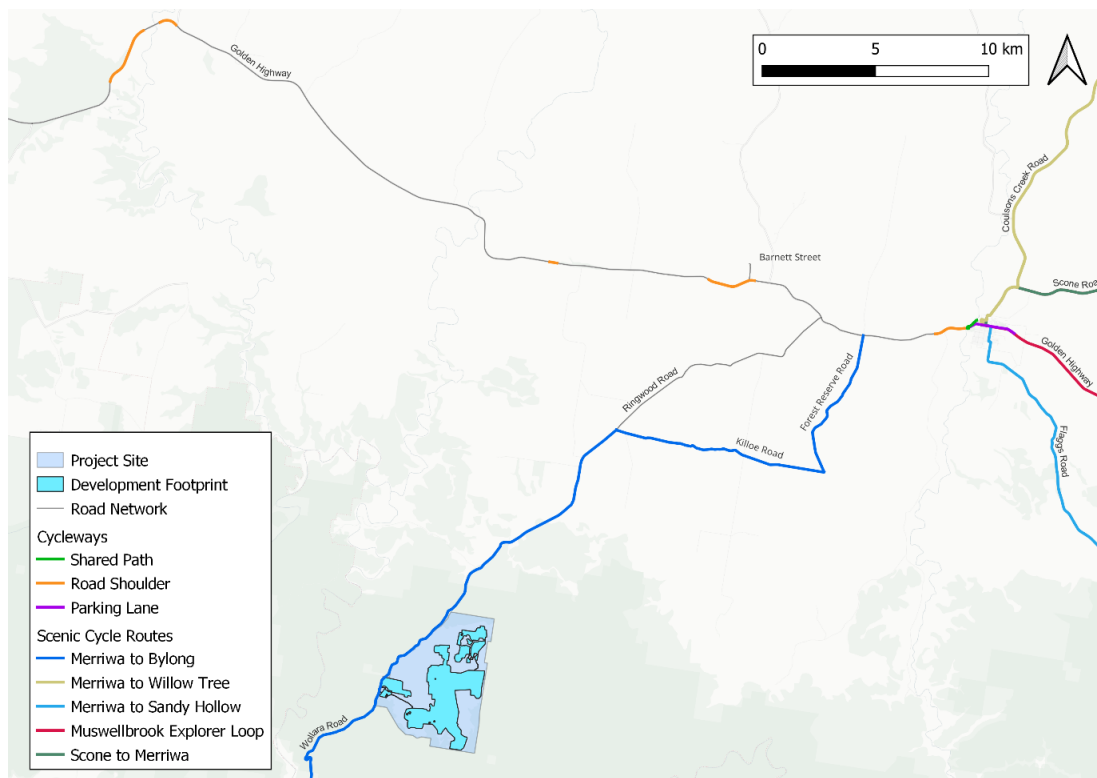 0 5 10 km
Golden Highway
Coulsons Creek Road
Barnett Street
Scone Roa
Golden Highway
Ringwood Road
Forest Reserve Road
Killoe Road
Flaggs Road
Wollara Road
Project Site
Development Footprint
Road Network
Cycleways
Shared Path
Road Shoulder
Parking Lane
Scenic Cycle Routes
Merriwa to Bylong
Merriwa to Willow Tree
Merriwa to Sandy Hollow
Muswellbrook Explorer Loop
Scone to Merriwa